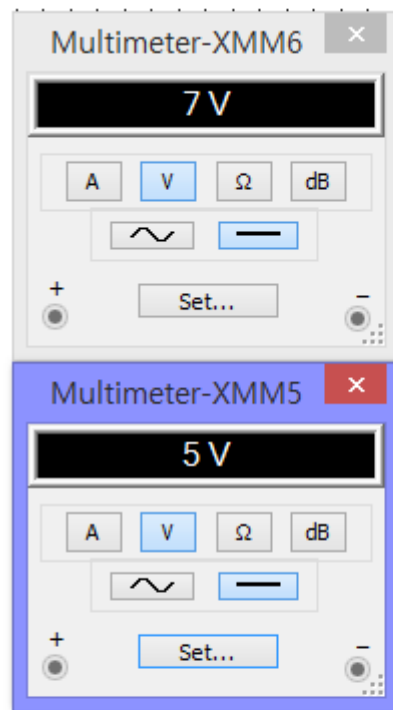 Multimeter-XMM6 ×
7 V
A V Ω dB
+ Set... −
Multimeter-XMM5 ×
5 V
A V Ω dB
+ Set... −